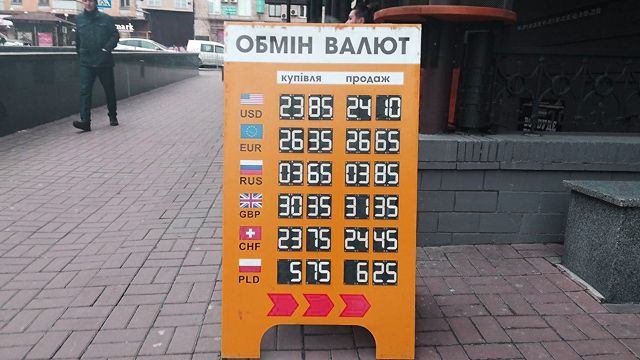 ОБМІН ВАЛЮТ
купівля продаж
USD 23 85 24 10
EUR 26 35 26 65
RUS 03 65 03 85
GBP 30 35 31 35
CHF 23 75 24 45
PLD 5 75 6 25